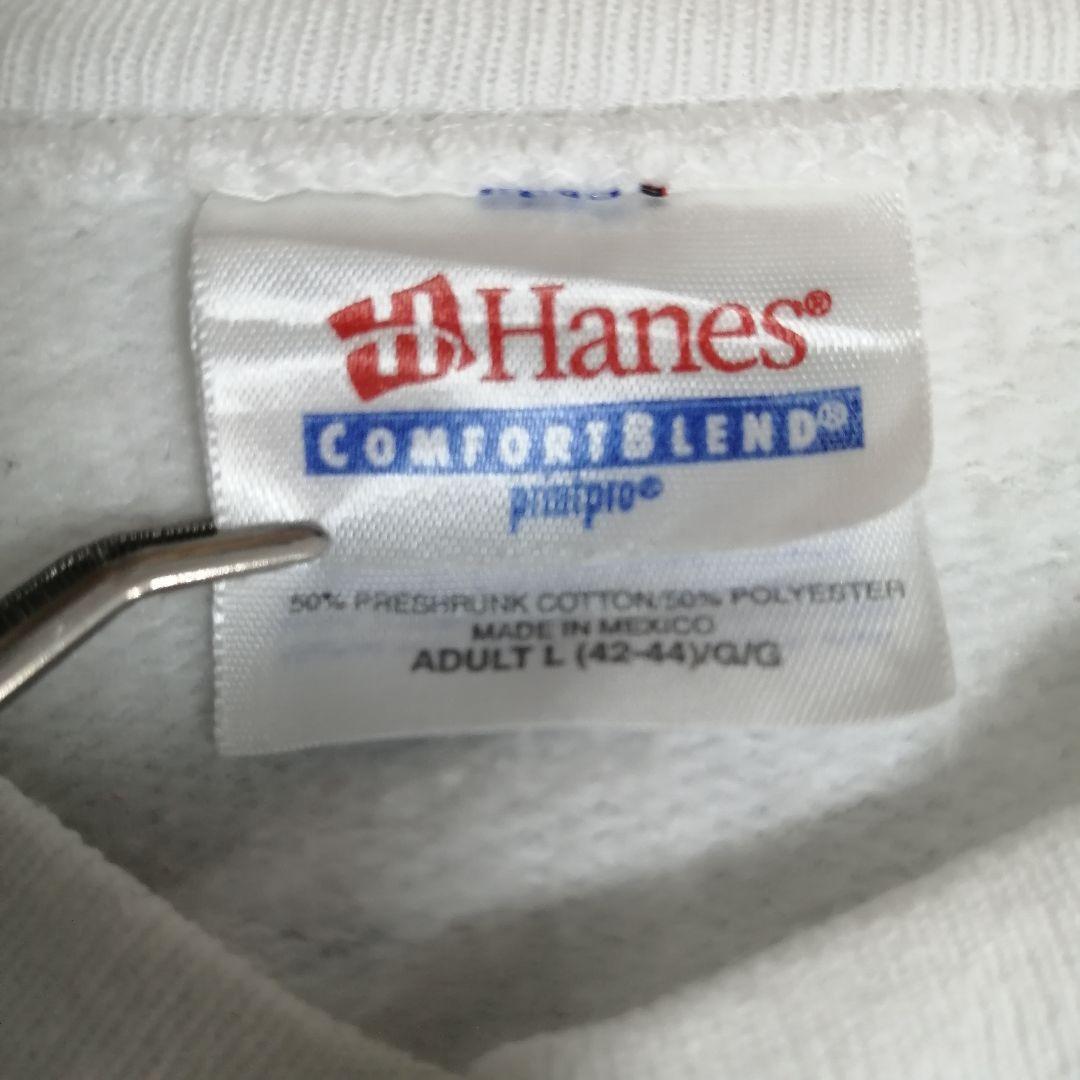 Hanes®
COMFORTBLEND®
printpro®
50% PRESHRUNK COTTON/50% POLYESTER
MADE IN MEXICO
ADULT L (42-44)/G/G